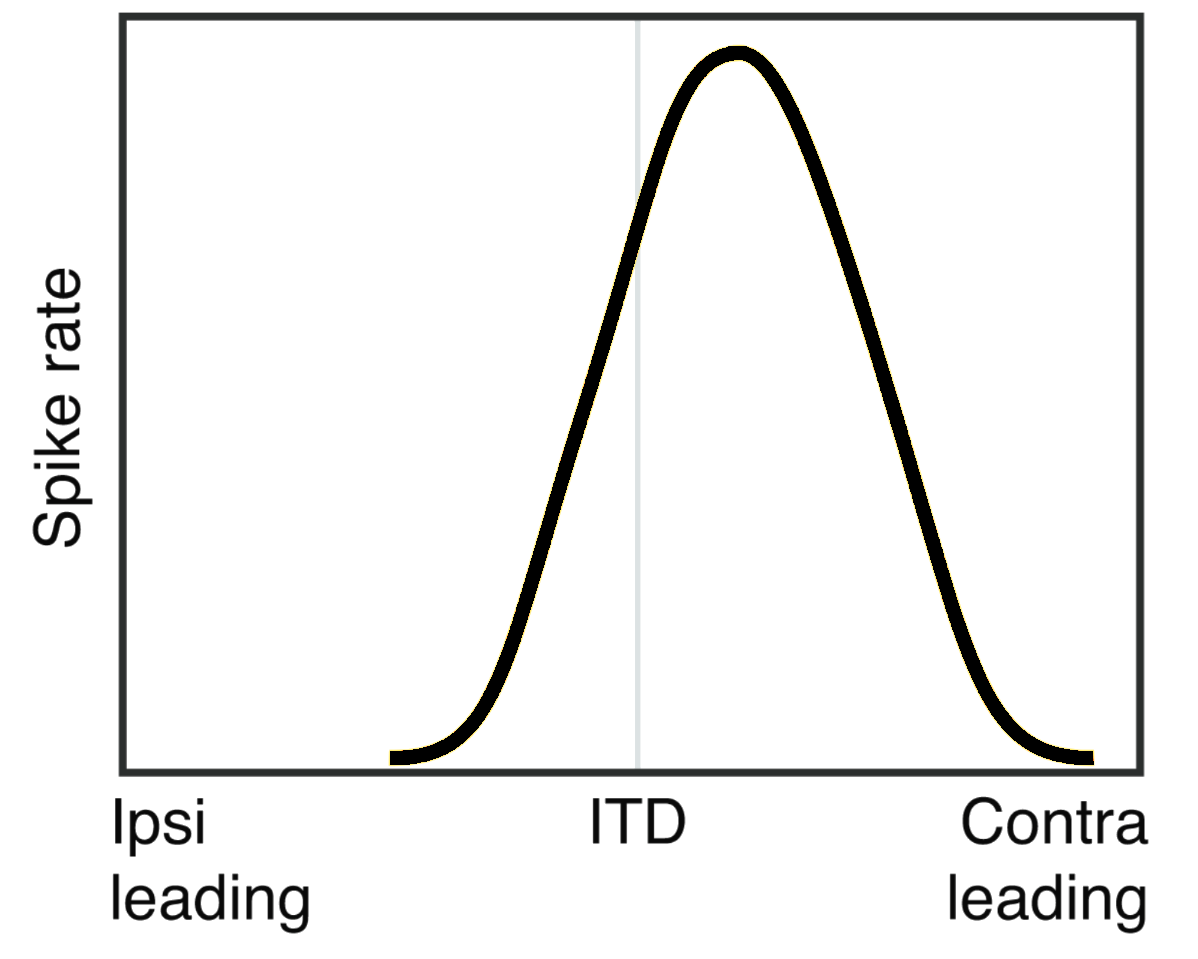 Spike rate
Ipsi leading
ITD
Contra leading